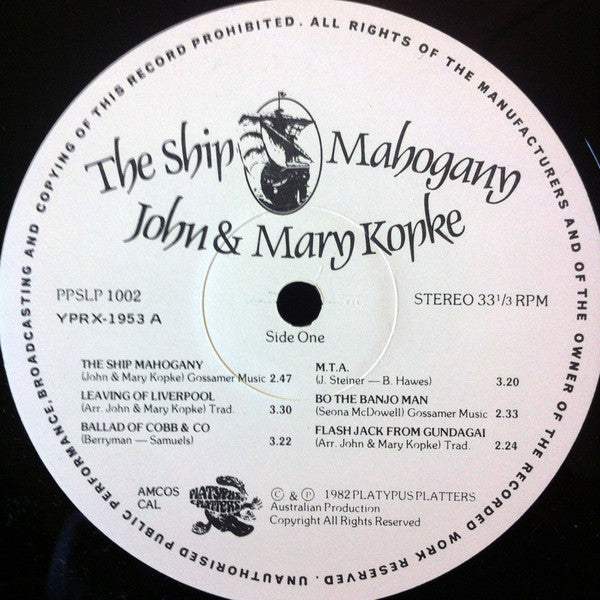 ALL RIGHTS OF THE MANUFACTURERS AND OF THE OWNER OF THE RECORDED WORK RESERVED. UNAUTHORISED PUBLIC PERFORMANCE, BROADCASTING AND COPYING OF THIS RECORD PROHIBITED.
The Ship Mahogany
John & Mary Kopke
PPSLP 1002
YPRX-1953 A
STEREO 33 1/3 RPM
Side One
THE SHIP MAHOGANY
(John & Mary Kopke) Gossamer Music 2.47
LEAVING OF LIVERPOOL
(Arr. John & Mary Kopke) Trad. 3.30
BALLAD OF COBB & CO
(Berryman — Samuels) 3.22
M.T.A.
(J. Steiner — B. Hawes) 3.20
BO THE BANJO MAN
(Seona McDowell) Gossamer Music 2.33
FLASH JACK FROM GUNDAGAI
(Arr. John & Mary Kopke) Trad. 2.24
AMCOS
CAL
PLATYPUS
PLATTERS
© & ℗ 1982 PLATYPUS PLATTERS
Australian Production
Copyright All Rights Reserved